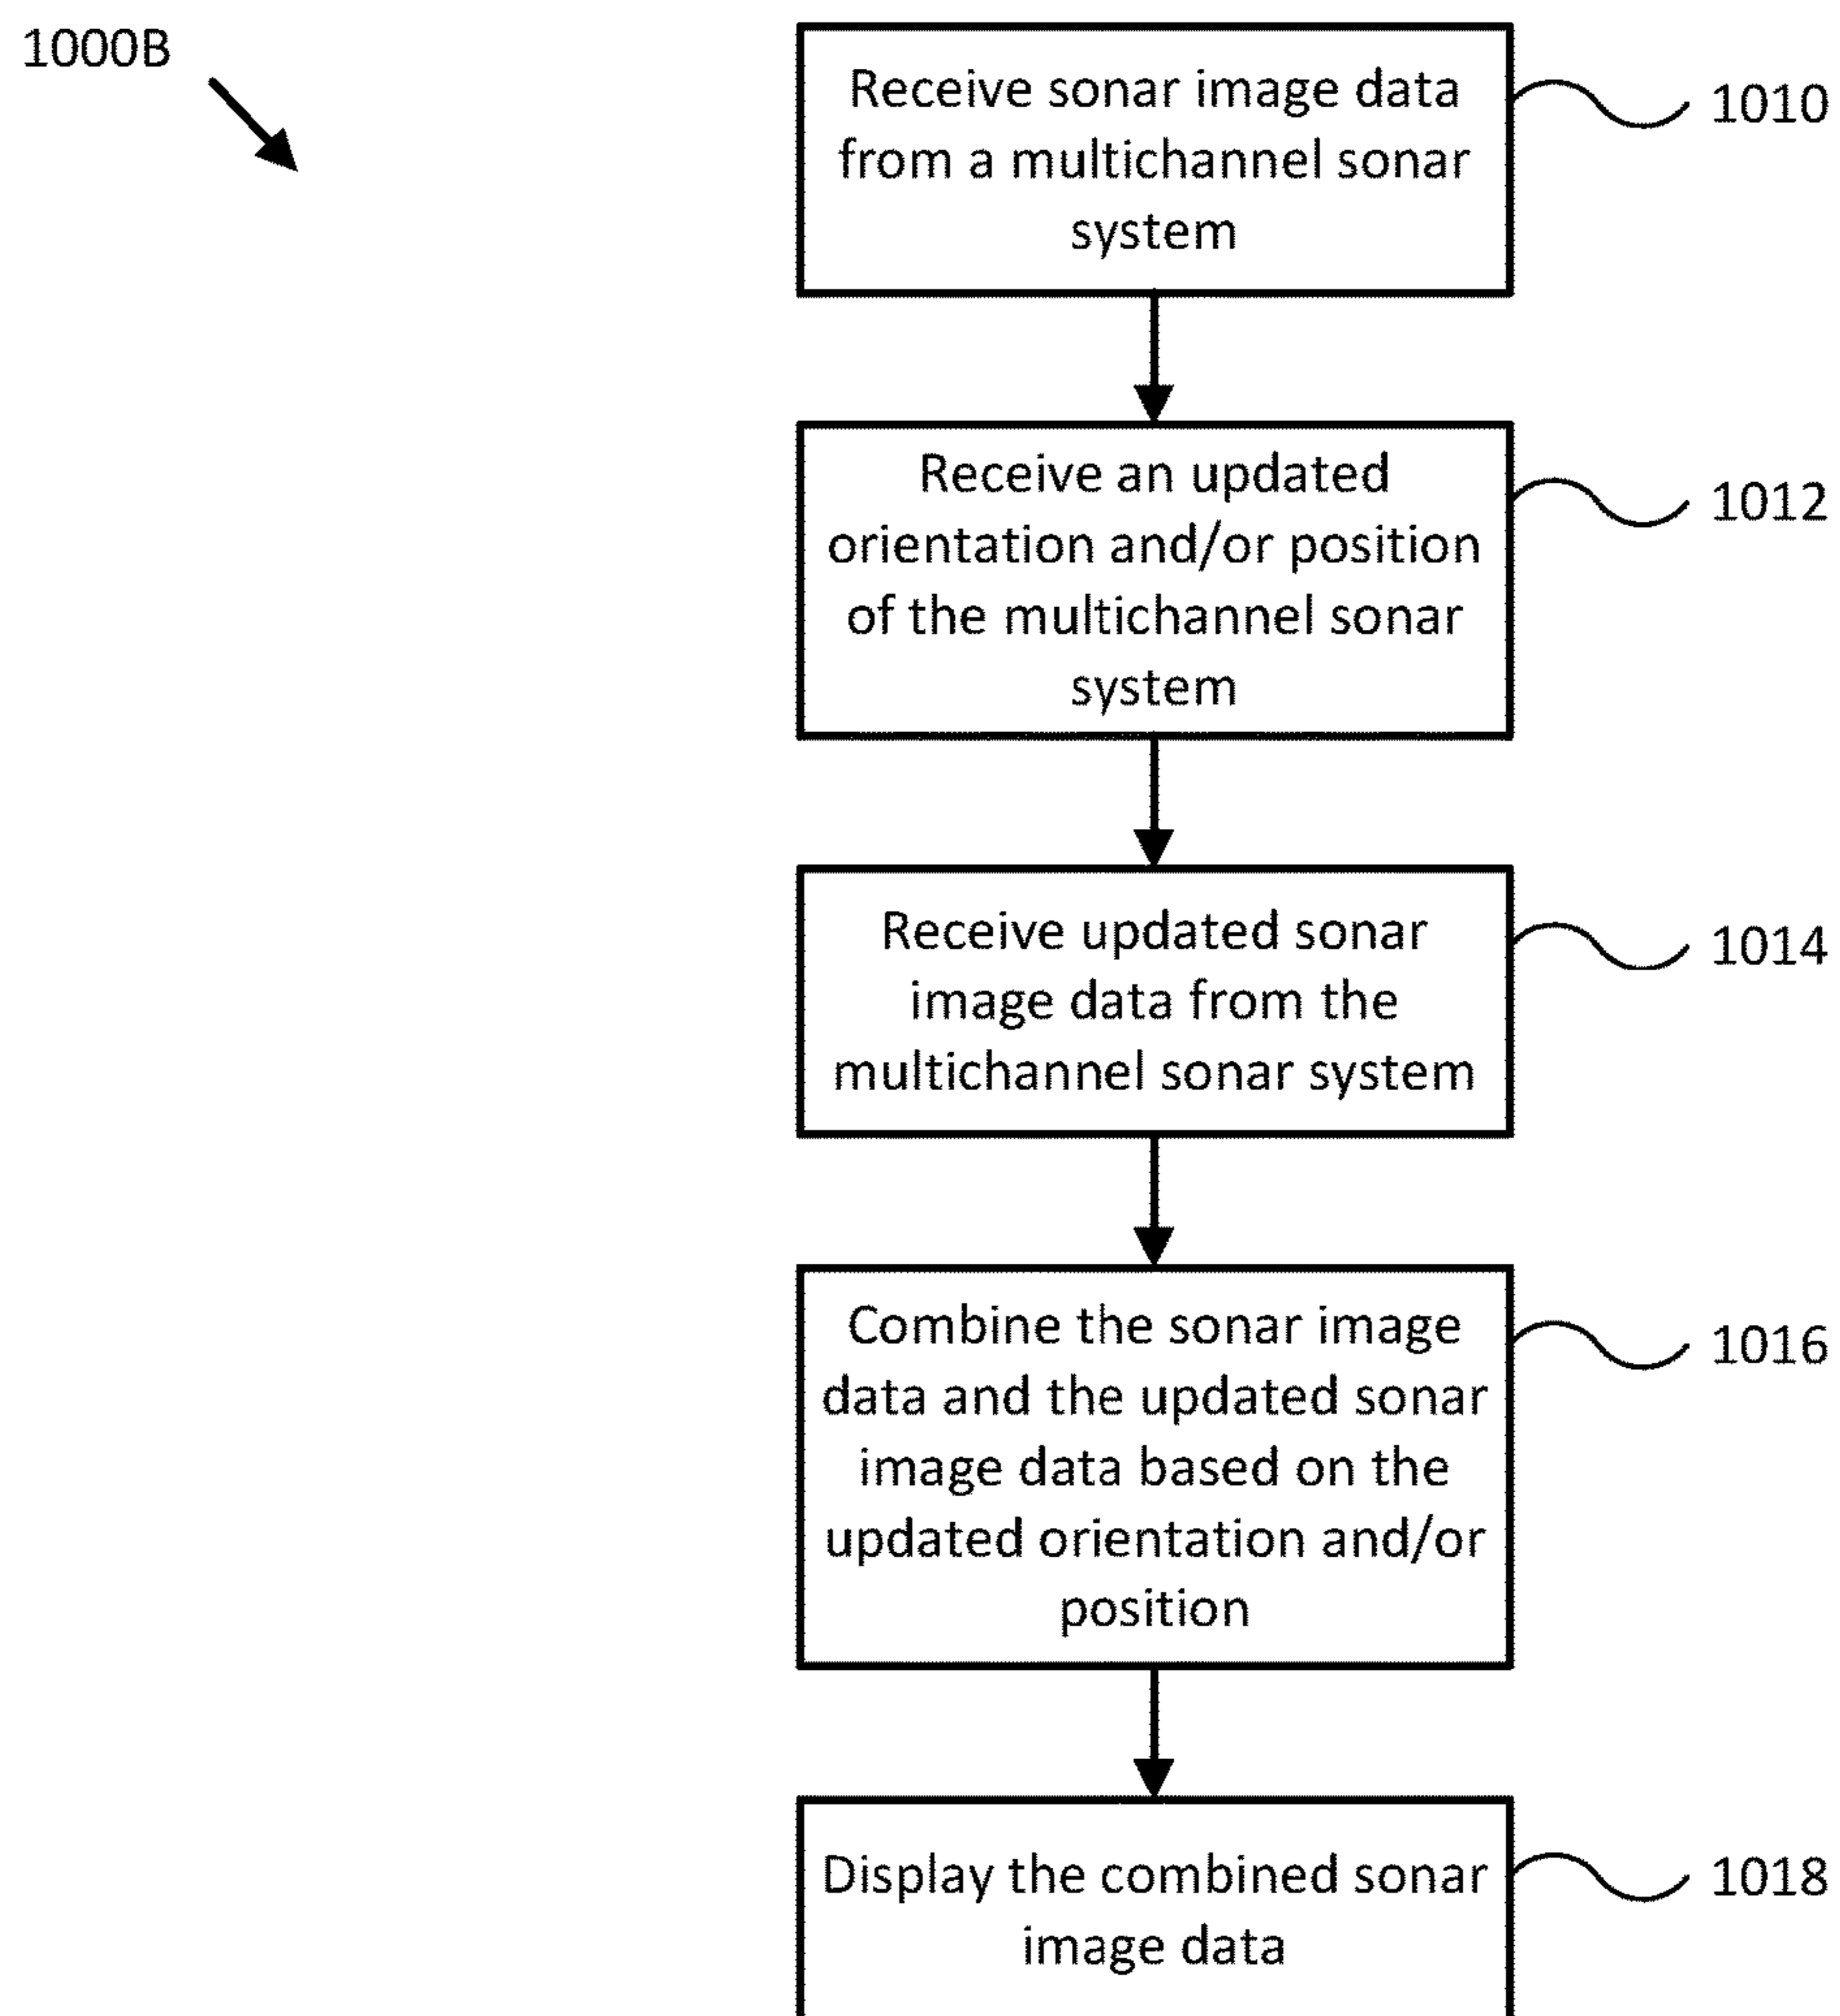 1000B
Receive sonar image data
from a multichannel sonar
system
1010
Receive an updated
orientation and/or position
of the multichannel sonar
system
1012
Receive updated sonar
image data from the
multichannel sonar system
1014
Combine the sonar image
data and the updated sonar
image data based on the
updated orientation and/or
position
1016
Display the combined sonar
image data
1018